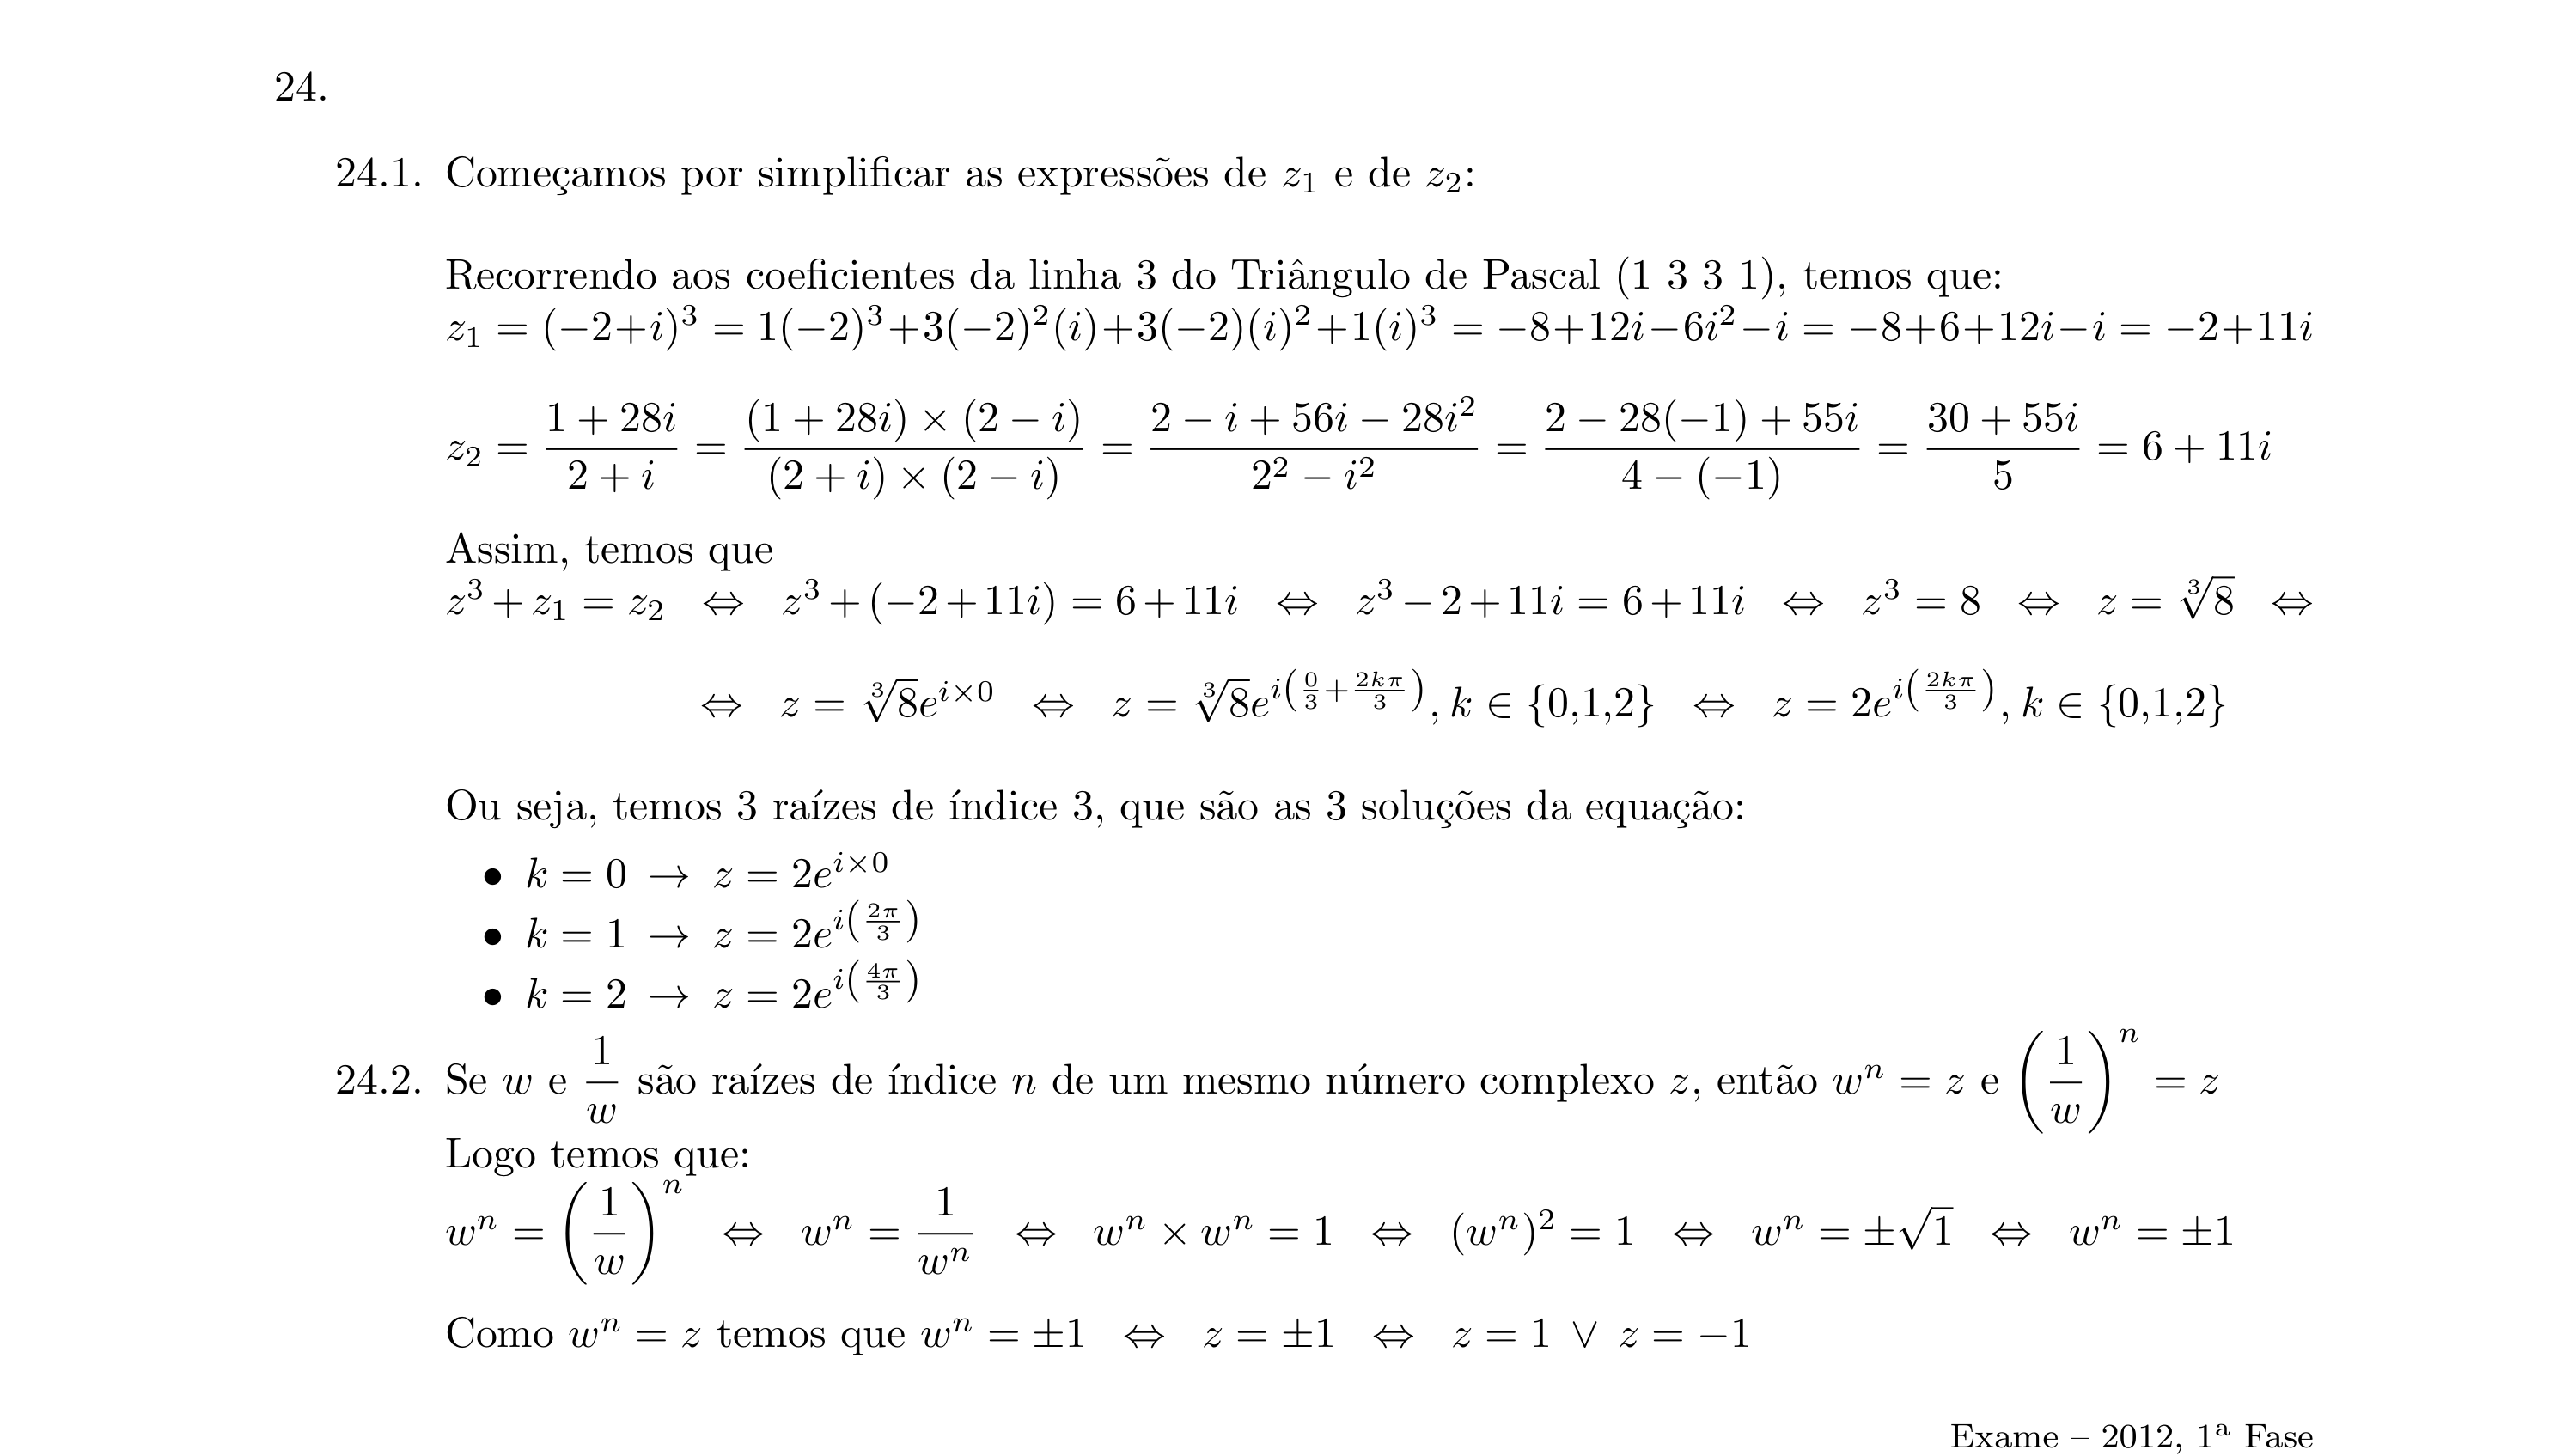 24.
24.1. Começamos por simplificar as expressões de $z_1$ e de $z_2$:
Recorrendo aos coeficientes da linha 3 do Triângulo de Pascal (1 3 3 1), temos que:
$z_1 = (-2+i)^3 = 1(-2)^3+3(-2)^2(i)+3(-2)(i)^2+1(i)^3 = -8+12i-6i^2-i = -8+6+12i-i = -2+11i$
$z_2 = \frac{1+28i}{2+i} = \frac{(1+28i)\times(2-i)}{(2+i)\times(2-i)} = \frac{2-i+56i-28i^2}{2^2-i^2} = \frac{2-28(-1)+55i}{4-(-1)} = \frac{30+55i}{5} = 6+11i$
Assim, temos que
$z^3+z_1 = z_2 \Leftrightarrow z^3+(-2+11i) = 6+11i \Leftrightarrow z^3-2+11i = 6+11i \Leftrightarrow z^3 = 8 \Leftrightarrow z = \sqrt[3]{8} \Leftrightarrow$
$\Leftrightarrow z = \sqrt[3]{8}e^{i\times 0} \Leftrightarrow z = \sqrt[3]{8}e^{i\left(\frac{0}{3}+\frac{2k\pi}{3}\right)}, k \in \{0,1,2\} \Leftrightarrow z = 2e^{i\left(\frac{2k\pi}{3}\right)}, k \in \{0,1,2\}$
Ou seja, temos 3 raízes de índice 3, que são as 3 soluções da equação:
• $k = 0 \rightarrow z = 2e^{i\times 0}$
• $k = 1 \rightarrow z = 2e^{i\left(\frac{2\pi}{3}\right)}$
• $k = 2 \rightarrow z = 2e^{i\left(\frac{4\pi}{3}\right)}$
24.2. Se $w$ e $\frac{1}{w}$ são raízes de índice $n$ de um mesmo número complexo $z$, então $w^n = z$ e $\left(\frac{1}{w}\right)^n = z$
Logo temos que:
$w^n = \left(\frac{1}{w}\right)^n \Leftrightarrow w^n = \frac{1}{w^n} \Leftrightarrow w^n \times w^n = 1 \Leftrightarrow (w^n)^2 = 1 \Leftrightarrow w^n = \pm\sqrt{1} \Leftrightarrow w^n = \pm 1$
Como $w^n = z$ temos que $w^n = \pm 1 \Leftrightarrow z = \pm 1 \Leftrightarrow z = 1 \vee z = -1$
Exame – 2012, 1ª Fase